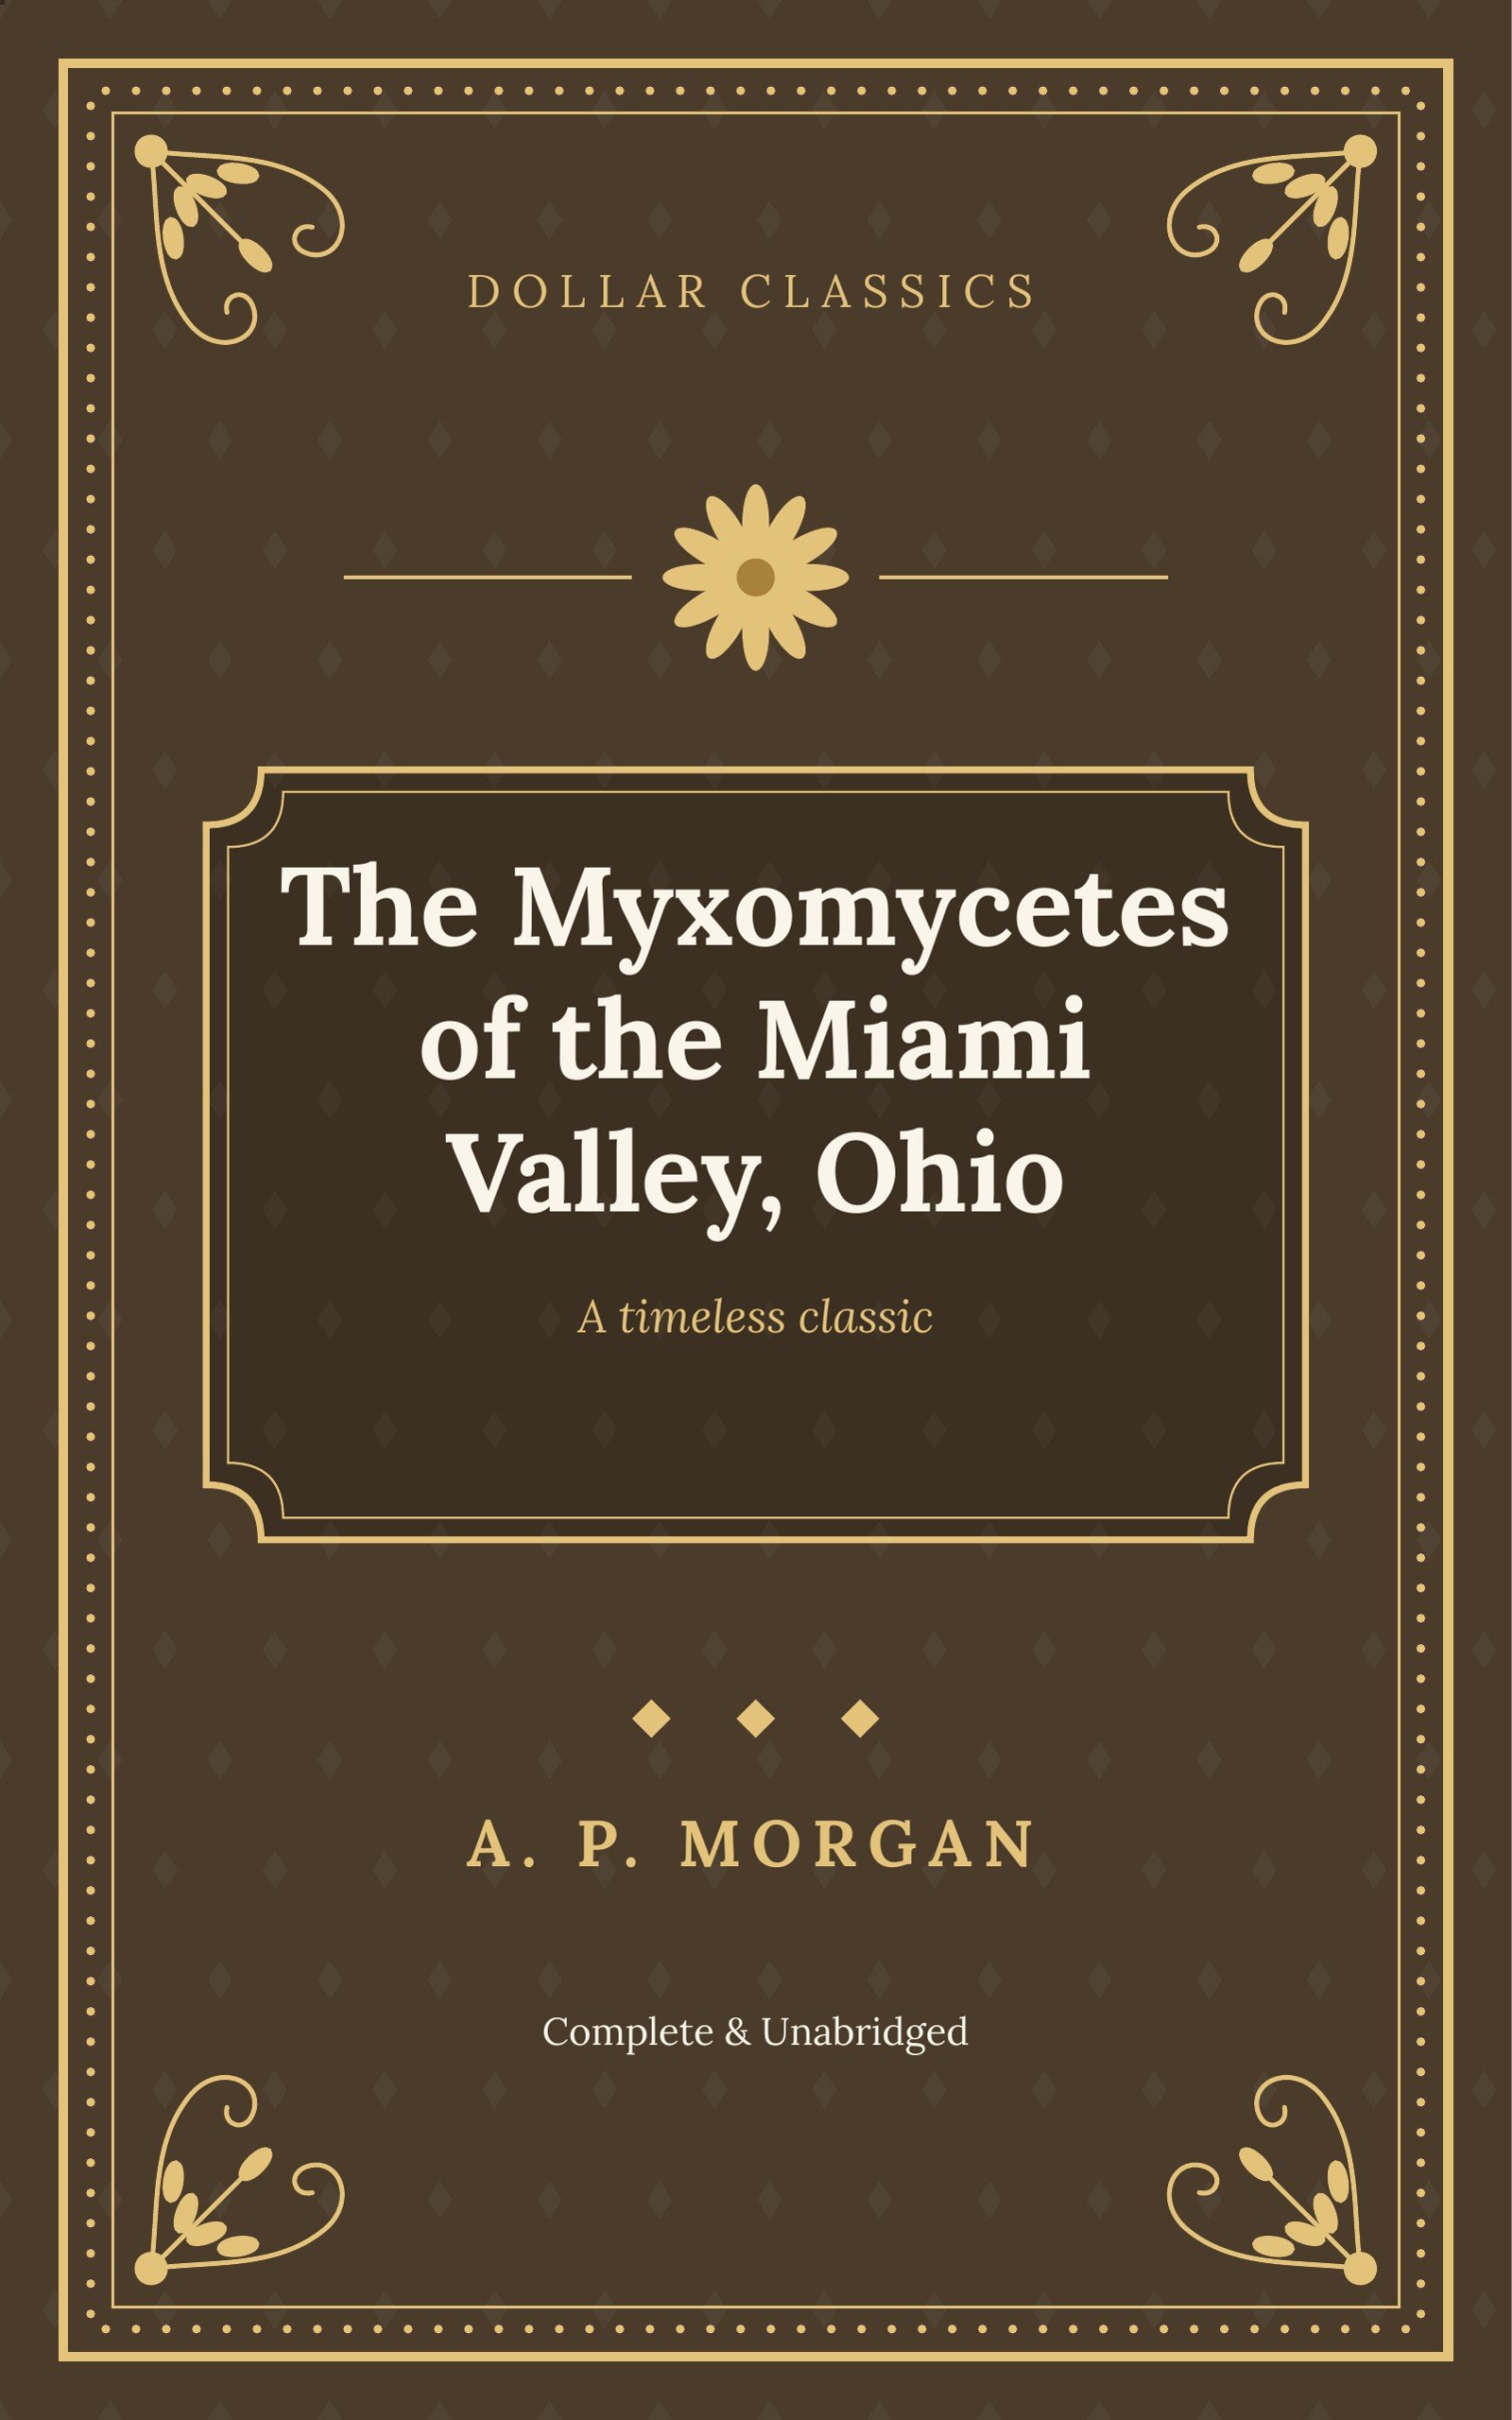 DOLLAR CLASSICS
The Myxomycetes
of the Miami
Valley, Ohio
A timeless classic
A. P. MORGAN
Complete & Unabridged